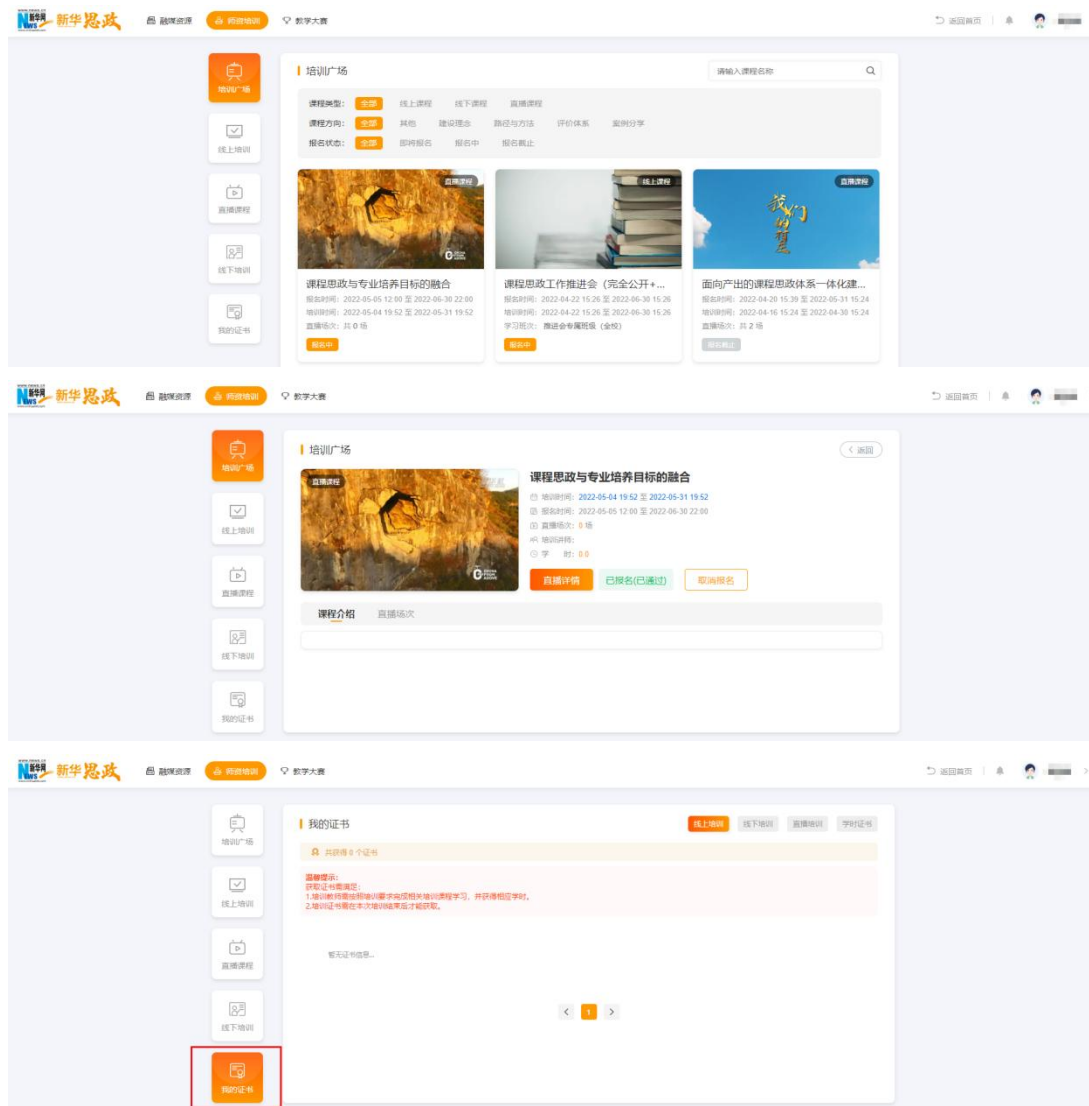 WWW.NEWS.CN
新华网
News
新华思政
融媒资源
师资培训
教学大赛
返回首页
培训广场
线上培训
直播课程
线下培训
我的证书
培训广场
请输入课程名称
课程类型： 全部 线上课程 线下课程 直播课程
课程方向： 全部 其他 建设理念 路径与方法 评价体系 案例分学
报名状态： 全部 即将报名 报名中 报名截止
直播课程
课程思政与专业培养目标的融合
报名时间：2022-05-05 12:00 至 2022-06-30 22:00
培训时间：2022-05-04 19:52 至 2022-05-31 19:52
直播场次：共 0 场
报名中
线上课程
课程思政工作推进会（完全公开+...
报名时间：2022-04-22 15:26 至 2022-06-30 15:26
培训时间：2022-04-22 15:26 至 2022-06-30 15:26
学习班次：推进会专属班级（全校）
报名中
直播课程
我们的理想
面向产出的课程思政体系一体化建...
报名时间：2022-04-20 15:39 至 2022-05-31 15:24
培训时间：2022-04-16 15:24 至 2022-04-30 15:24
直播场次：共 2 场
报名截止
WWW.NEWS.CN
新华网
News
新华思政
融媒资源
师资培训
教学大赛
返回首页
培训广场
线上培训
直播课程
线下培训
我的证书
培训广场
返回
直播课程
课程思政与专业培养目标的融合
培训时间：2022-05-04 19:52 至 2022-05-31 19:52
报名时间：2022-05-05 12:00 至 2022-06-30 22:00
直播场次：0 场
培训讲师：
学 时：0.0
直播详情 已报名(已通过) 取消报名
课程介绍 直播场次
WWW.NEWS.CN
新华网
News
新华思政
融媒资源
师资培训
教学大赛
返回首页
培训广场
线上培训
直播课程
线下培训
我的证书
我的证书
线上培训 线下培训 直播培训 学时证书
共获得 0 个证书
温馨提示：
获取证书需满足：
1.培训教师需按照培训要求完成相关培训课程学习，并获得相应学时。
2.培训证书需在本次培训结束后才能获取。
暂无证书信息...
1